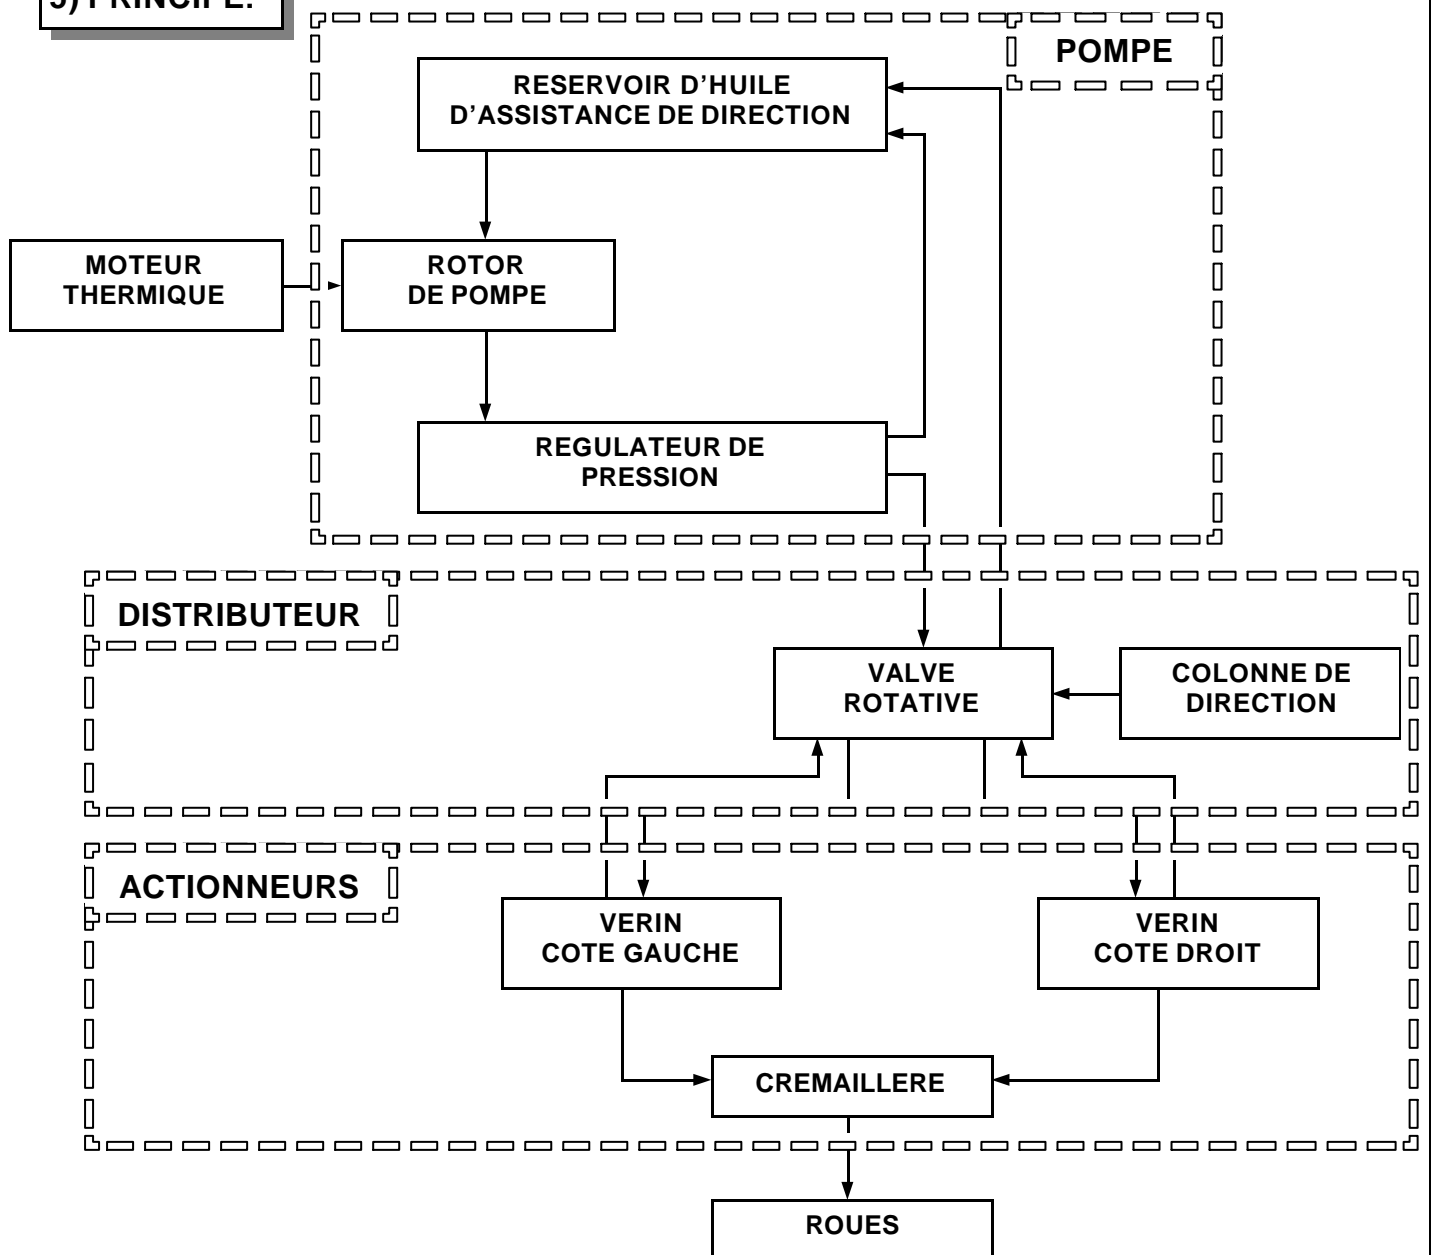 3) PRINCIPE:
POMPE
RESERVOIR D'HUILE
D'ASSISTANCE DE DIRECTION
MOTEUR
THERMIQUE
ROTOR
DE POMPE
REGULATEUR DE
PRESSION
DISTRIBUTEUR
VALVE
ROTATIVE
COLONNE DE
DIRECTION
ACTIONNEURS
VERIN
COTE GAUCHE
VERIN
COTE DROIT
CREMAILLERE
ROUES